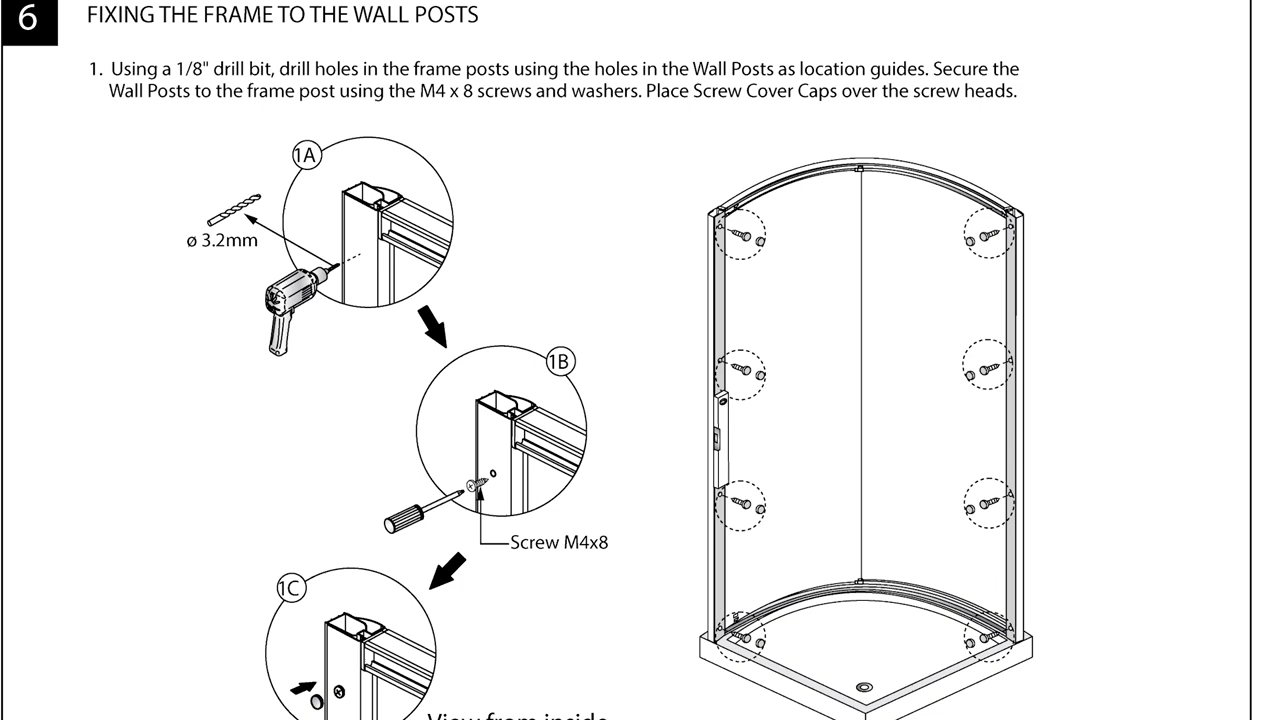 6
FIXING THE FRAME TO THE WALL POSTS
1. Using a 1/8" drill bit, drill holes in the frame posts using the holes in the Wall Posts as location guides. Secure the
Wall Posts to the frame post using the M4 x 8 screws and washers. Place Screw Cover Caps over the screw heads.
1A
ø 3.2mm
1B
Screw M4x8
1C
View from inside